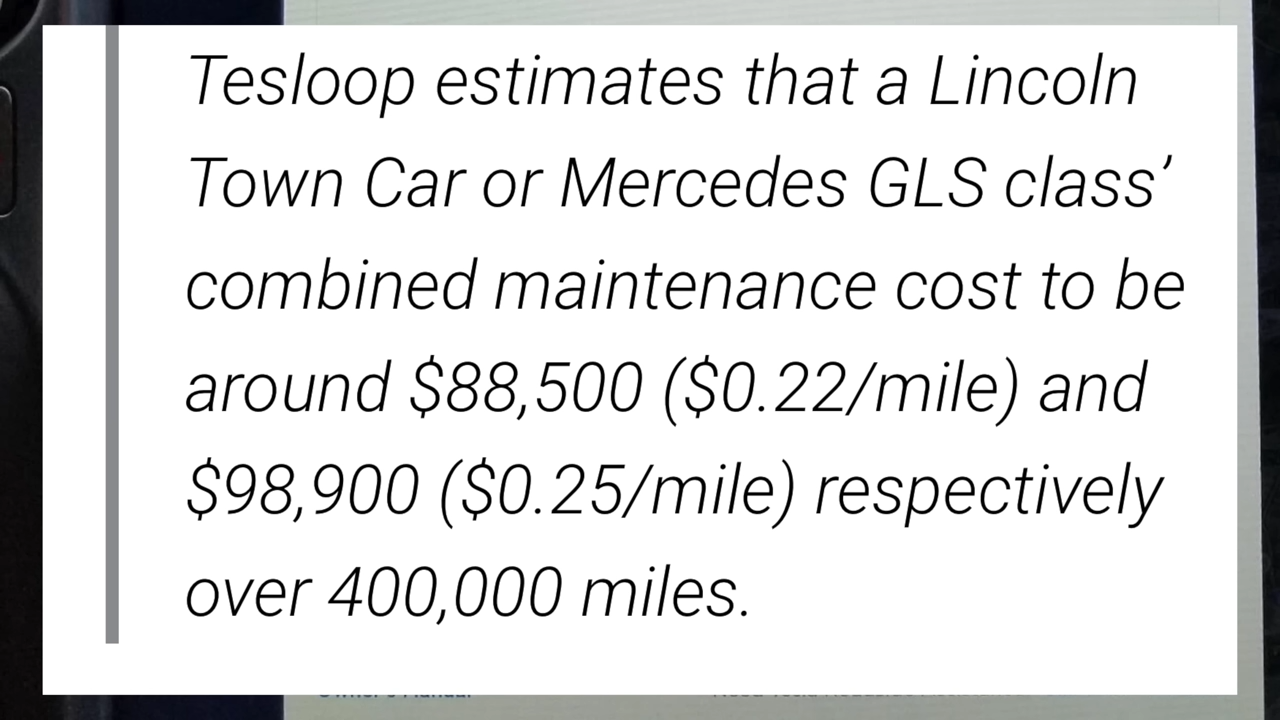 Tesloop estimates that a Lincoln
Town Car or Mercedes GLS class’
combined maintenance cost to be
around $88,500 ($0.22/mile) and
$98,900 ($0.25/mile) respectively
over 400,000 miles.